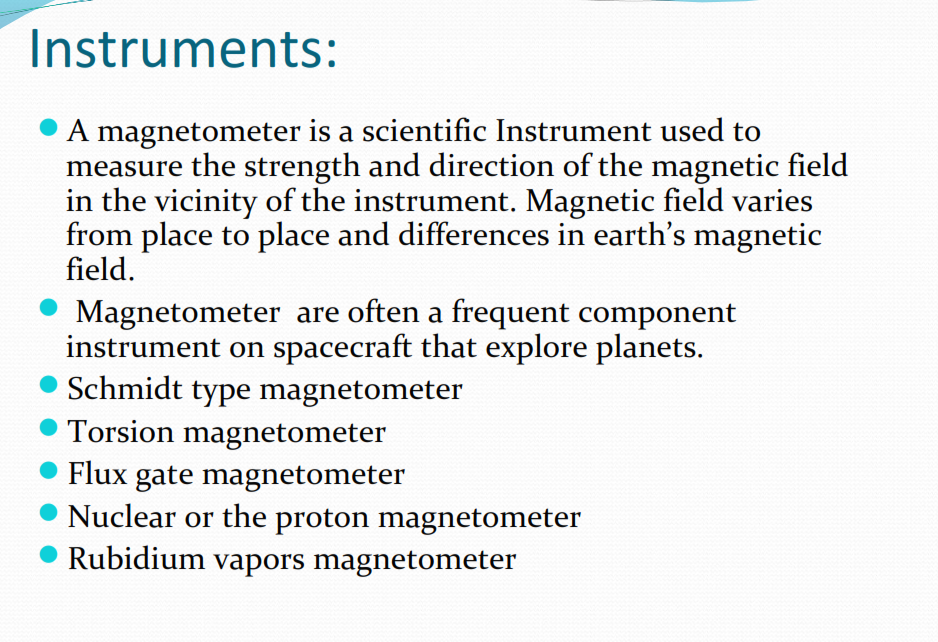 Instruments:
A magnetometer is a scientific Instrument used to
measure the strength and direction of the magnetic field
in the vicinity of the instrument. Magnetic field varies
from place to place and differences in earth’s magnetic
field.
Magnetometer  are often a frequent component
instrument on spacecraft that explore planets.
Schmidt type magnetometer
Torsion magnetometer
Flux gate magnetometer
Nuclear or the proton magnetometer
Rubidium vapors magnetometer